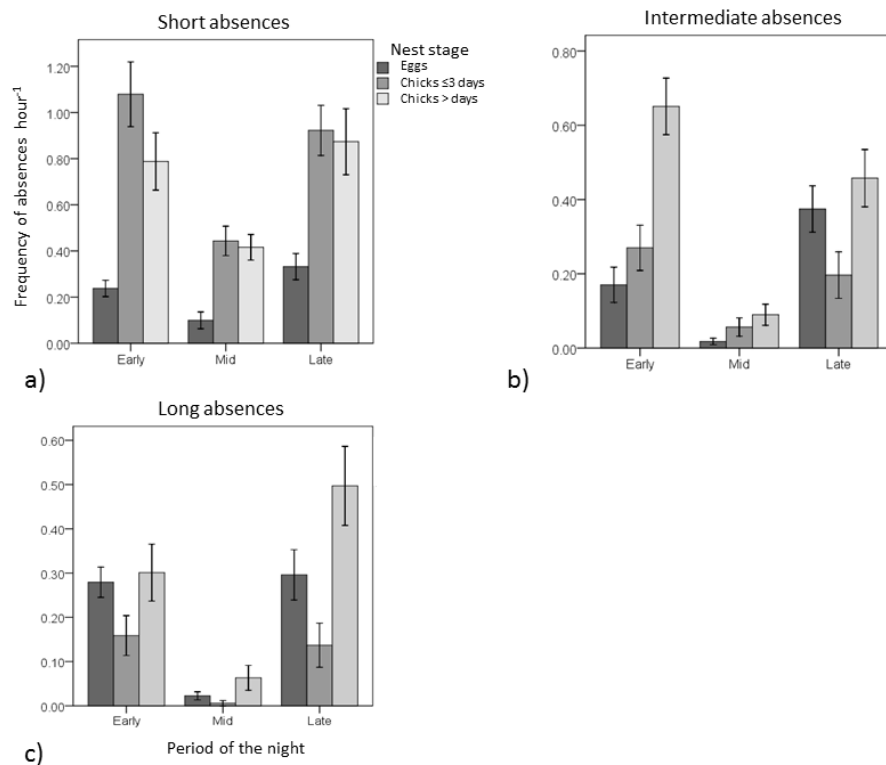 Short absences
Nest stage
Eggs
Chicks ≤3 days
Chicks > days
Frequency of absences hour⁻¹
1.20
1.00
0.80
0.60
0.40
0.20
0.00
Early Mid Late
a)
Intermediate absences
0.80
0.60
0.40
0.20
0.00
Early Mid Late
b)
Long absences
0.60
0.50
0.40
0.30
0.20
0.10
0.00
Early Mid Late
c)
Period of the night